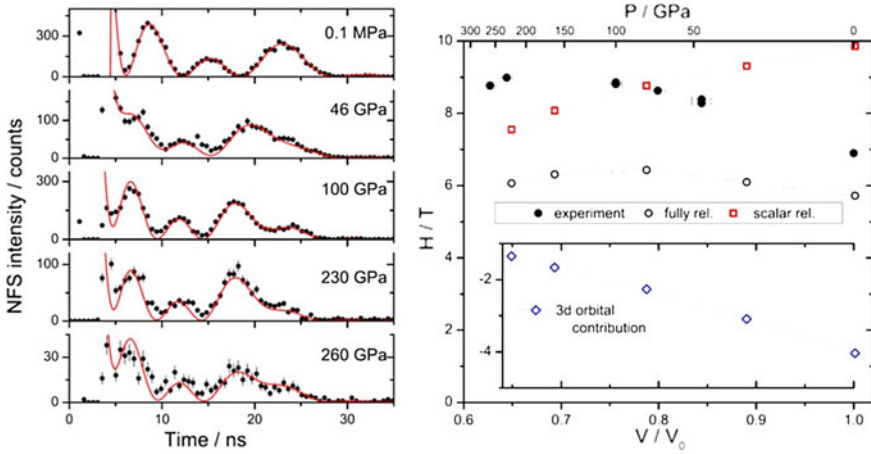 NFS intensity / counts
300
0
0.1 MPa
100
0
46 GPa
300
0
100 GPa
100
0
230 GPa
30
0
260 GPa
0 10 20 30
Time / ns
P / GPa
300 250 200 150 100 50 0
H / T
10
8
6
4
2
0
experiment fully rel. scalar rel.
-2
-4
3d orbital
contribution
0.6 0.7 0.8 0.9 1.0
V / V₀